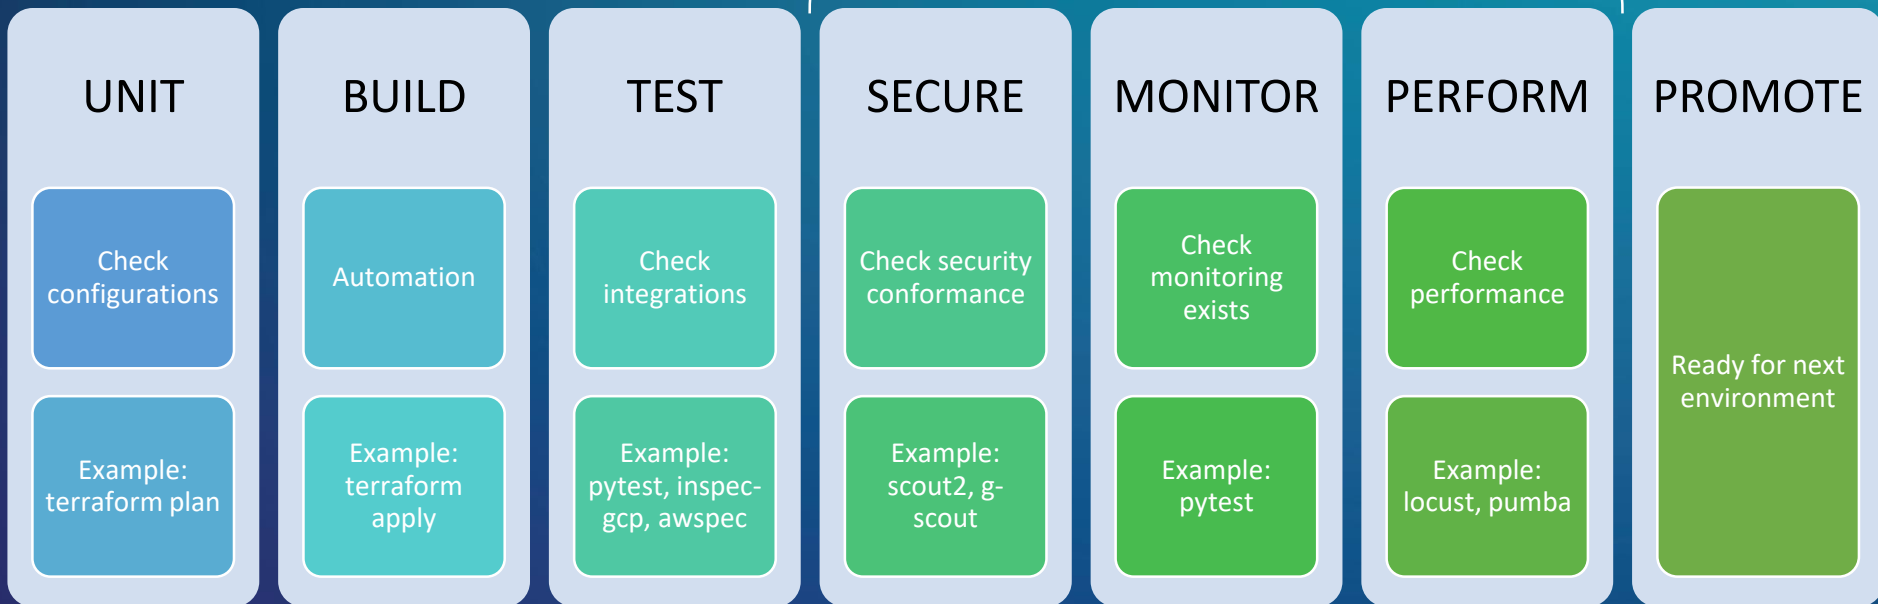 UNIT
Check
configurations
Example:
terraform plan
BUILD
Automation
Example:
terraform
apply
TEST
Check
integrations
Example:
pytest, inspec-
gcp, awspec
SECURE
Check security
conformance
Example:
scout2, g-
scout
MONITOR
Check
monitoring
exists
Example:
pytest
PERFORM
Check
performance
Example:
locust, pumba
PROMOTE
Ready for next
environment